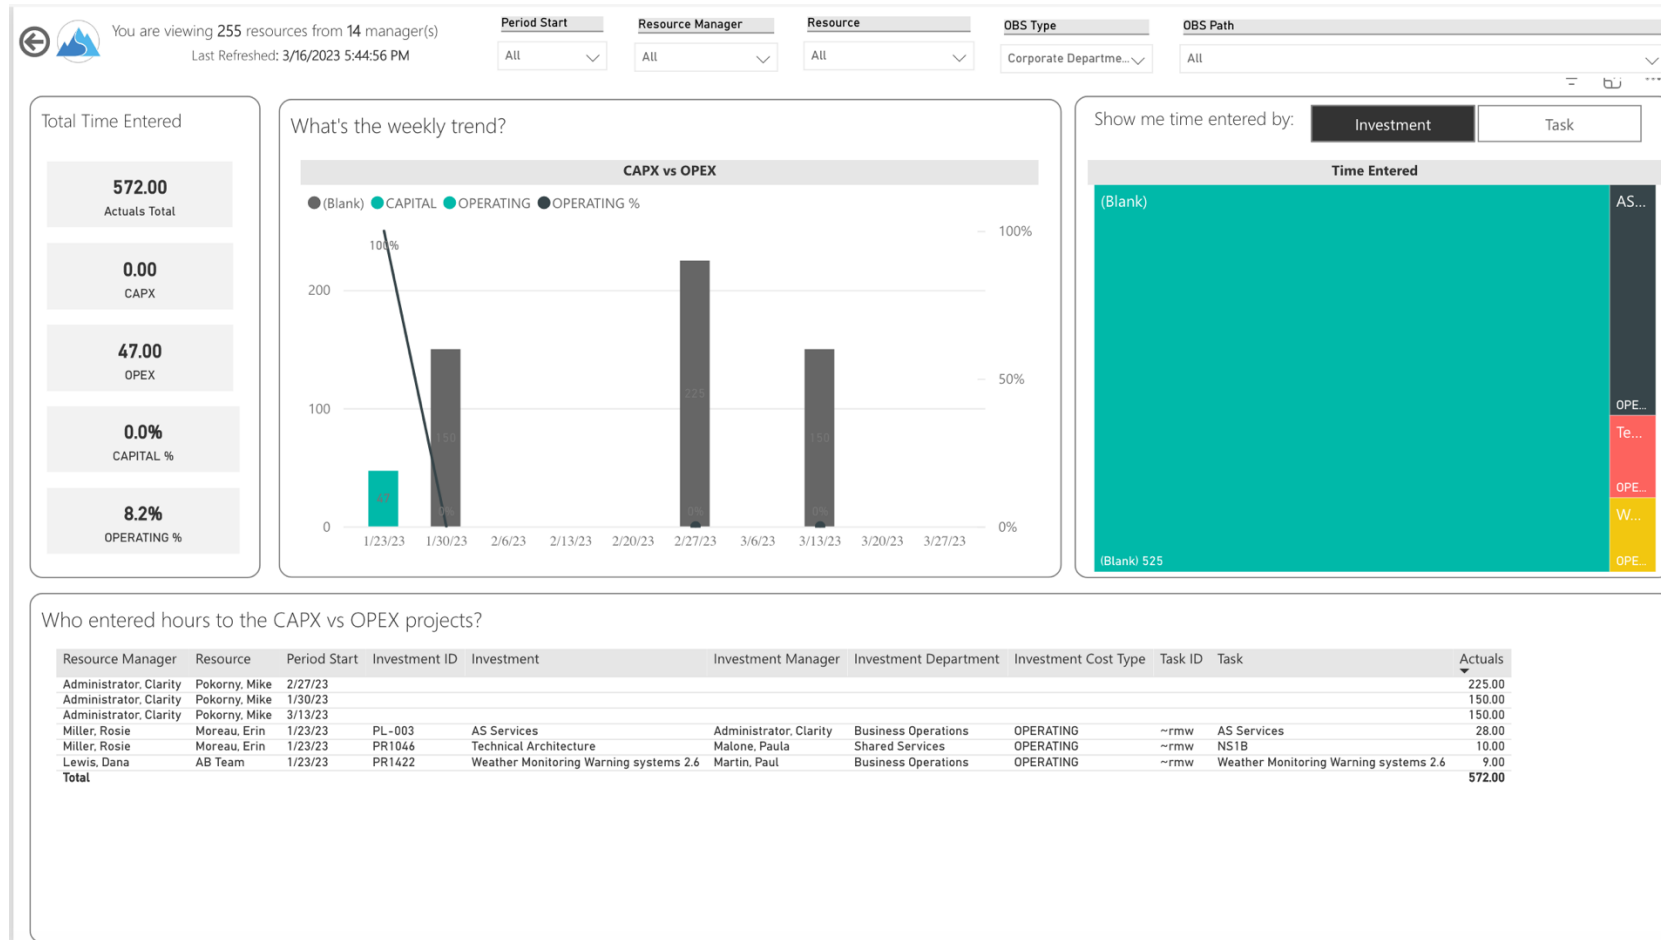 You are viewing 255 resources from 14 manager(s)
Last Refreshed: 3/16/2023 5:44:56 PM
Period Start
All
Resource Manager
All
Resource
All
OBS Type
Corporate Departme...
OBS Path
All
Total Time Entered
572.00
Actuals Total
0.00
CAPX
47.00
OPEX
0.0%
CAPITAL %
8.2%
OPERATING %
What's the weekly trend?
CAPX vs OPEX
(Blank) CAPITAL OPERATING OPERATING %
100%
100%
200
225
50%
100
150
150
47
0%
0%
0%
0
0%
1/23/23 1/30/23 2/6/23 2/13/23 2/20/23 2/27/23 3/6/23 3/13/23 3/20/23 3/27/23
Show me time entered by:
Investment
Task
Time Entered
(Blank)
(Blank) 525
AS...
OPE...
Te...
OPE...
W...
OPE...
Who entered hours to the CAPX vs OPEX projects?
Resource Manager Resource Period Start Investment ID Investment Investment Manager Investment Department Investment Cost Type Task ID Task Actuals
Administrator, Clarity Pokorny, Mike 2/27/23 225.00
Administrator, Clarity Pokorny, Mike 1/30/23 150.00
Administrator, Clarity Pokorny, Mike 3/13/23 150.00
Miller, Rosie Moreau, Erin 1/23/23 PL-003 AS Services Administrator, Clarity Business Operations OPERATING ~rmw AS Services 28.00
Miller, Rosie Moreau, Erin 1/23/23 PR1046 Technical Architecture Malone, Paula Shared Services OPERATING ~rmw NS1B 10.00
Lewis, Dana AB Team 1/23/23 PR1422 Weather Monitoring Warning systems 2.6 Martin, Paul Business Operations OPERATING ~rmw Weather Monitoring Warning systems 2.6 9.00
Total 572.00